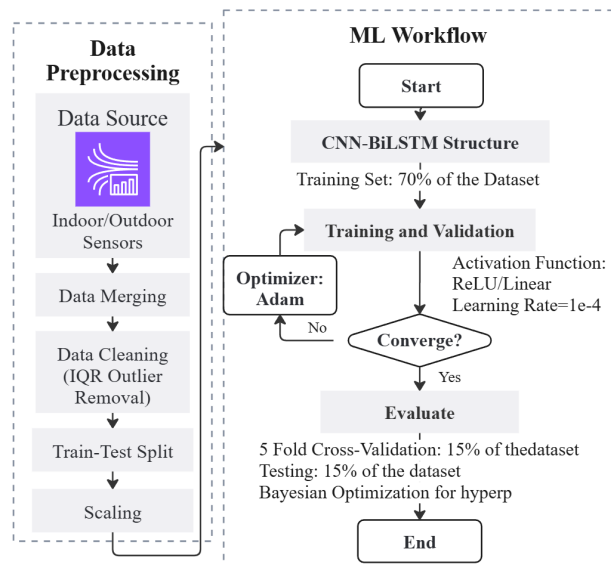 Data
Preprocessing
Data Source
Indoor/Outdoor
Sensors
Data Merging
Data Cleaning
(IQR Outlier
Removal)
Train-Test Split
Scaling
ML Workflow
Start
CNN-BiLSTM Structure
Training Set: 70% of the Dataset
Training and Validation
Activation Function:
ReLU/Linear
Learning Rate=1e-4
Optimizer:
Adam
No
Converge?
Yes
Evaluate
5 Fold Cross-Validation: 15% of thedataset
Testing: 15% of the dataset
Bayesian Optimization for hyperp
End